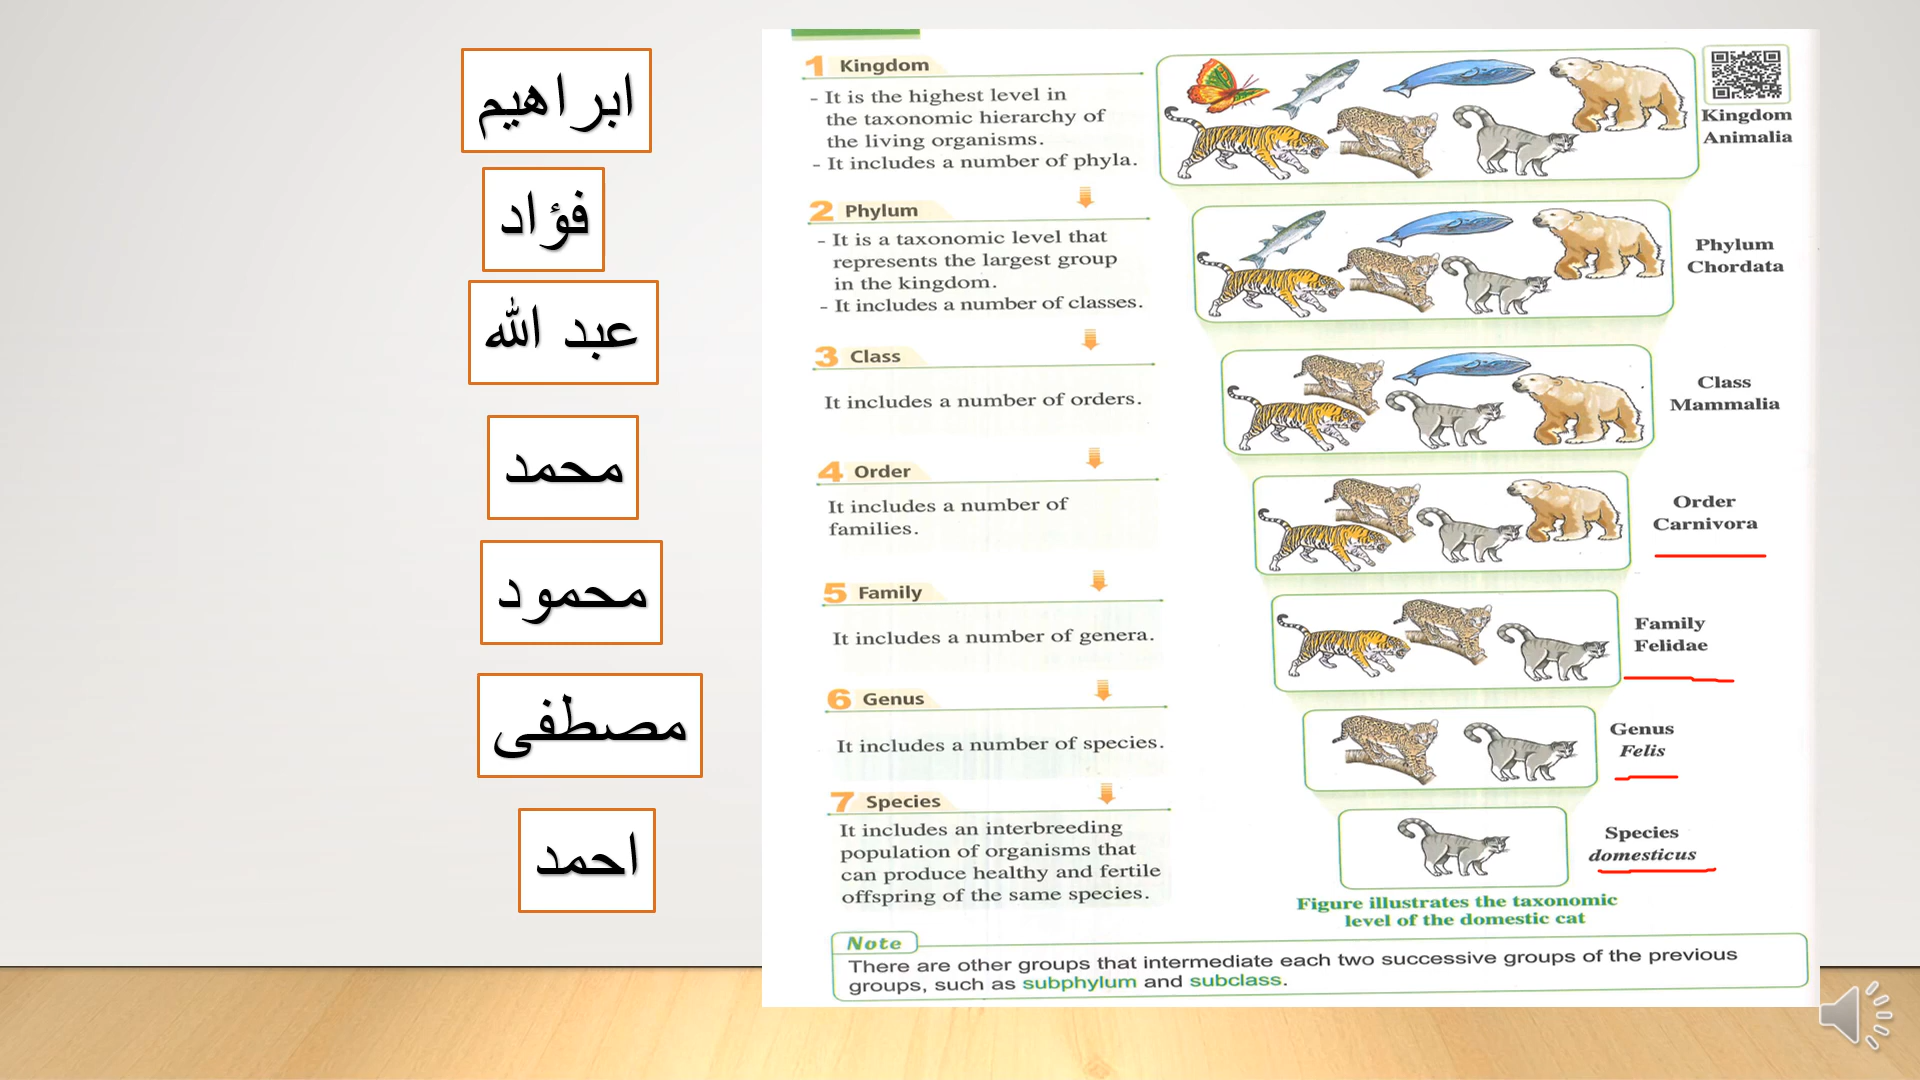 ابراهيم
فؤاد
عبد الله
محمد
محمود
مصطفى
احمد
1 Kingdom
- It is the highest level in
the taxonomic hierarchy of
the living organisms.
- It includes a number of phyla.
Kingdom
Animalia
2 Phylum
- It is a taxonomic level that
represents the largest group
in the kingdom.
- It includes a number of classes.
Phylum
Chordata
3 Class
It includes a number of orders.
Class
Mammalia
4 Order
It includes a number of
families.
Order
Carnivora
5 Family
It includes a number of genera.
Family
Felidae
6 Genus
It includes a number of species.
Genus
Felis
7 Species
It includes an interbreeding
population of organisms that
can produce healthy and fertile
offspring of the same species.
Species
domesticus
Figure illustrates the taxonomic
level of the domestic cat
Note
There are other groups that intermediate each two successive groups of the previous
groups, such as subphylum and subclass.